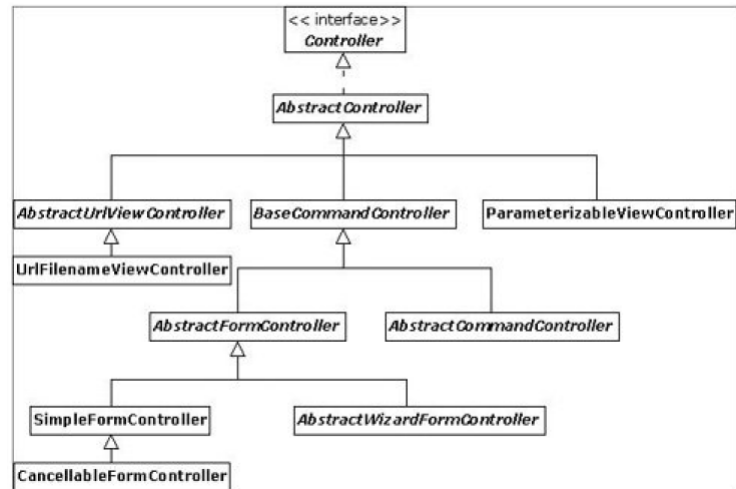 << interface>>
Controller
AbstractController
AbstractUrlViewController
BaseCommandController
ParameterizableViewController
UrlFilenameViewController
AbstractFormController
AbstractCommandController
SimpleFormController
AbstractWizardFormController
CancellableFormController